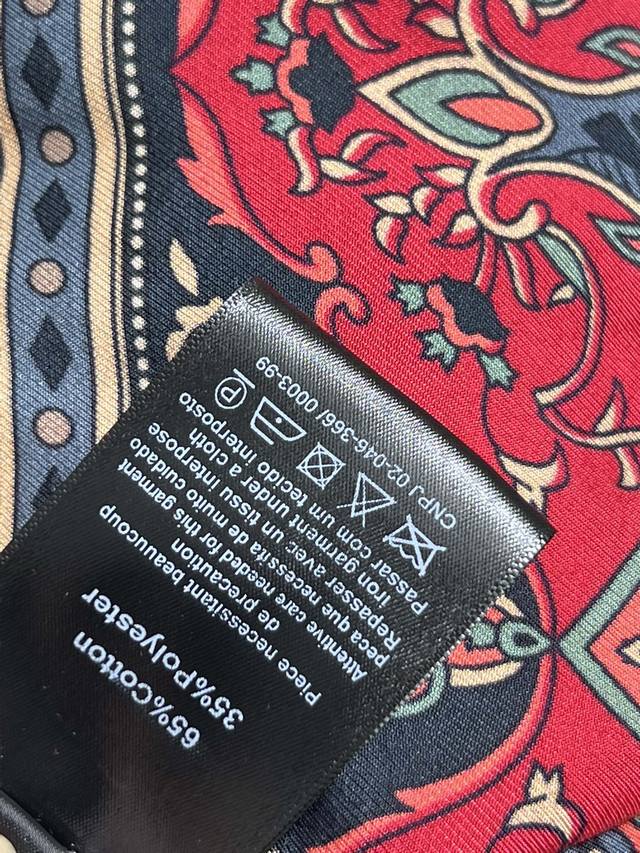 65%Cotton
35%Polyester
Piece necessitant beaucoup
de precaution
Attentive care needed for this garment
peca que necessita de muito cuidado
Repasser avec un tissu interpose
Iron garment under a cloth
Passar com um tecido interposto
P
CNPJ 02-046-366/ 0003-99